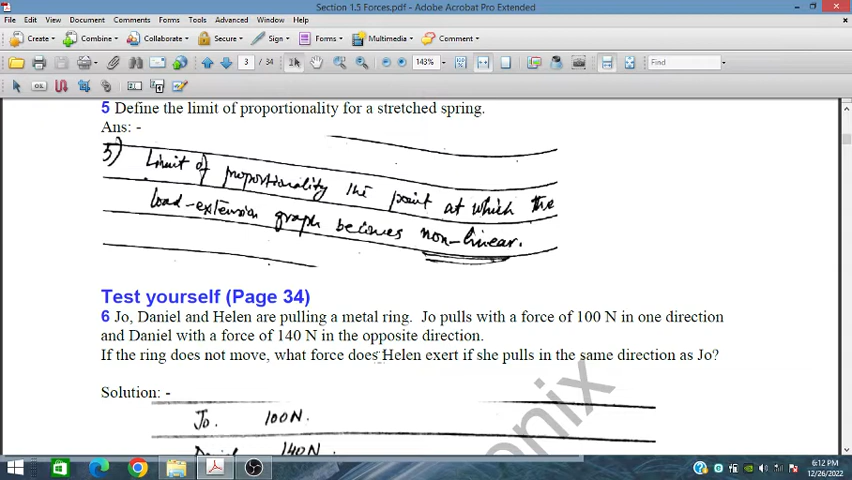 Section 1.5 Forces.pdf - Adobe Acrobat Pro Extended
File Edit View Document Comments Forms Tools Advanced Window Help
Create Combine Collaborate Secure Sign Forms Multimedia Comment
3 / 34 143% Find
5 Define the limit of proportionality for a stretched spring.
Ans: -
5) Limit of proportionality the point at which the
load-extension graph becomes non-linear.
Test yourself (Page 34)
6 Jo, Daniel and Helen are pulling a metal ring. Jo pulls with a force of 100 N in one direction
and Daniel with a force of 140 N in the opposite direction.
If the ring does not move, what force does Helen exert if she pulls in the same direction as Jo?
Solution: -
Jo. 100N.
Daniel 140N.
6:12 PM
12/26/2022